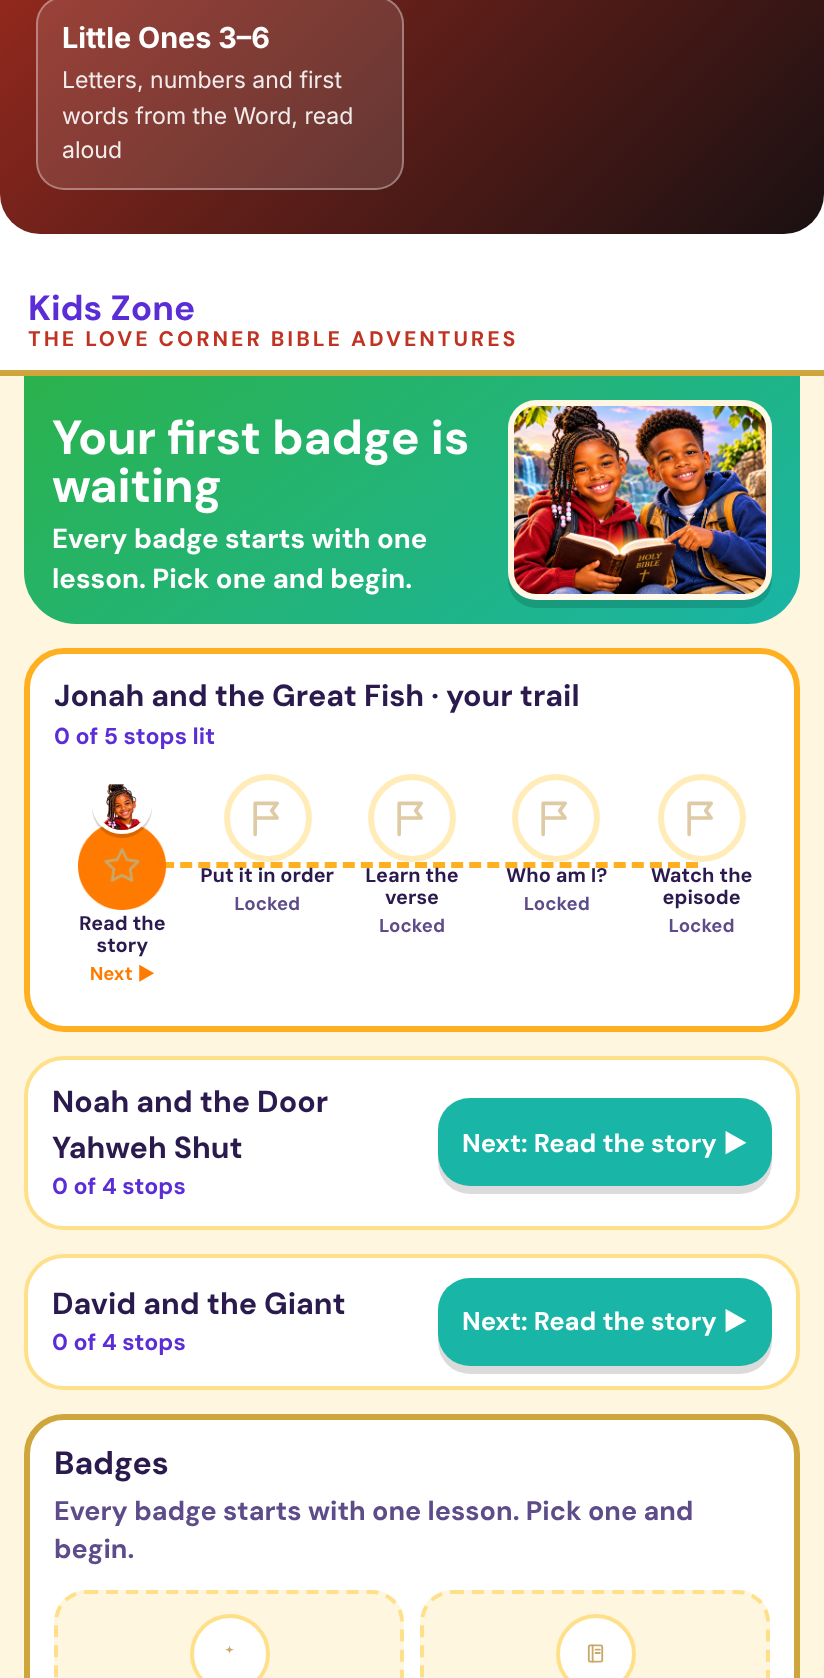 Little Ones 3–6
Letters, numbers and first
words from the Word, read
aloud
Kids Zone
THE LOVE CORNER BIBLE ADVENTURES
Your first badge is
waiting
Every badge starts with one
lesson. Pick one and begin.
HOLY
BIBLE
Jonah and the Great Fish · your trail
0 of 5 stops lit
Read the
story
Next ▶
Put it in order
Locked
Learn the
verse
Locked
Who am I?
Locked
Watch the
episode
Locked
Noah and the Door
Yahweh Shut
0 of 4 stops
Next: Read the story ▶
David and the Giant
0 of 4 stops
Next: Read the story ▶
Badges
Every badge starts with one lesson. Pick one and
begin.